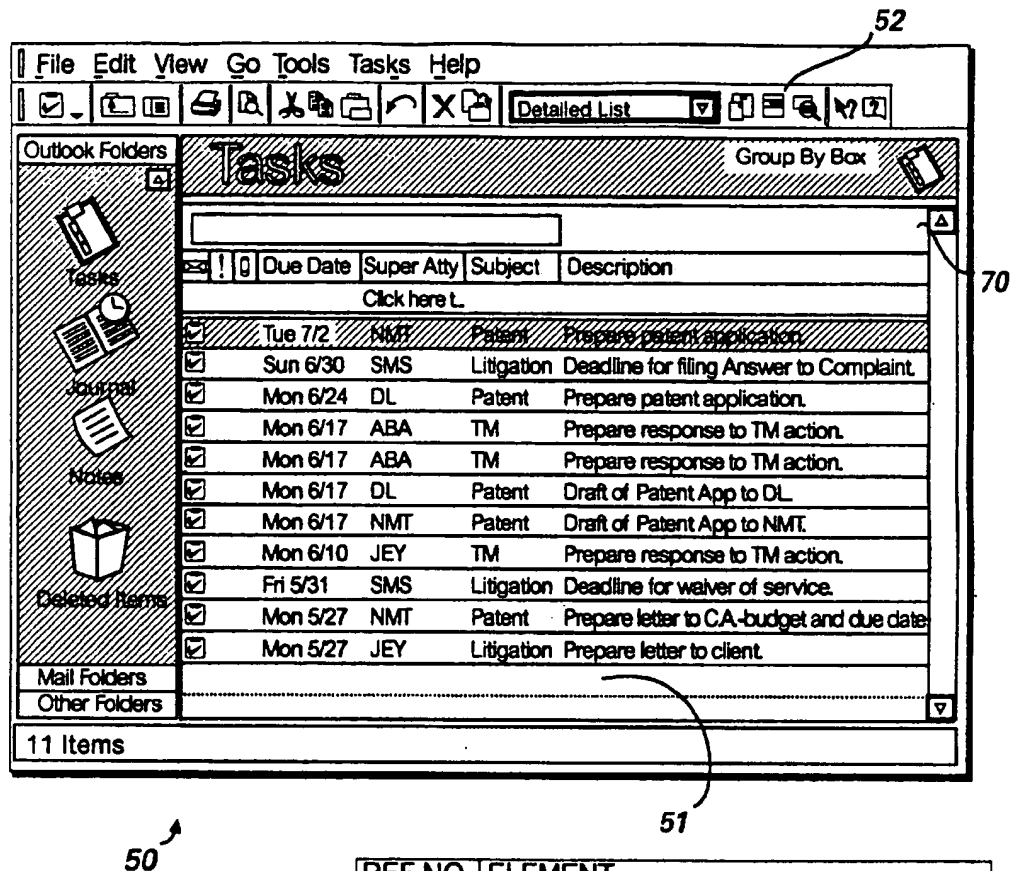 52
File Edit View Go Tools Tasks Help
Detailed List
Outlook Folders
Tasks
Group By Box
Tasks
Journal
Notes
Deleted Items
Mail Folders
Other Folders
! Due Date Super Atty Subject Description
70
Click here t...
Tue 7/2 NMT Patent Prepare patent application.
Sun 6/30 SMS Litigation Deadline for filing Answer to Complaint.
Mon 6/24 DL Patent Prepare patent application.
Mon 6/17 ABA TM Prepare response to TM action.
Mon 6/17 ABA TM Prepare response to TM action.
Mon 6/17 DL Patent Draft of Patent App to DL.
Mon 6/17 NMT Patent Draft of Patent App to NMT.
Mon 6/10 JEY TM Prepare response to TM action.
Fri 5/31 SMS Litigation Deadline for waiver of service.
Mon 5/27 NMT Patent Prepare letter to CA-budget and due date
Mon 5/27 JEY Litigation Prepare letter to client.
11 Items
51
50
REF.NO. ELEMENT